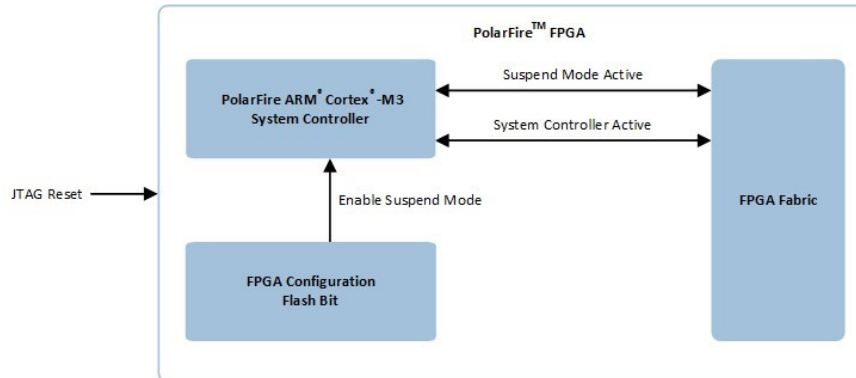 PolarFire™ FPGA
PolarFire ARM® Cortex®-M3
System Controller
Suspend Mode Active
System Controller Active
JTAG Reset
Enable Suspend Mode
FPGA Fabric
FPGA Configuration
Flash Bit